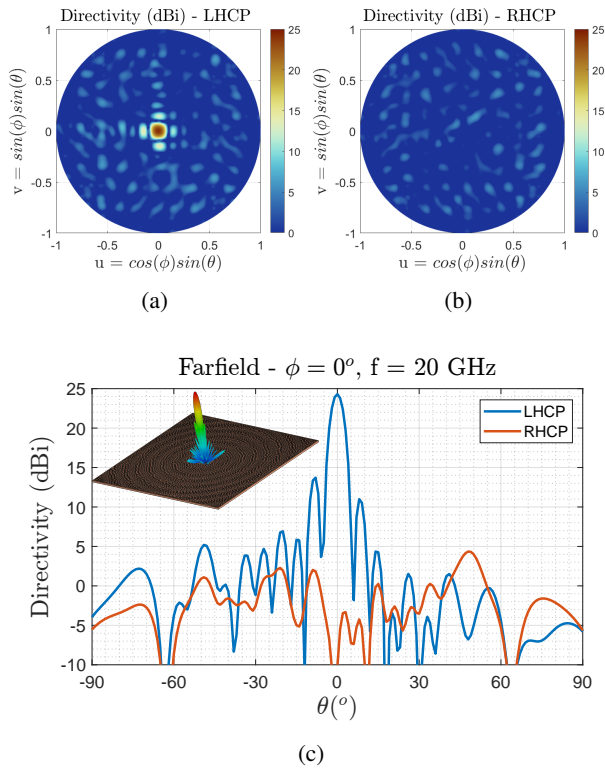 Directivity (dBi) - LHCP
1
0.5
0
-0.5
-1
-1 -0.5 0 0.5 1
v = sin(ϕ)sin(θ)
u = cos(ϕ)sin(θ)
25
20
15
10
5
0
(a)
Directivity (dBi) - RHCP
1
0.5
0
-0.5
-1
-1 -0.5 0 0.5 1
v = sin(ϕ)sin(θ)
u = cos(ϕ)sin(θ)
25
20
15
10
5
0
(b)
Farfield - ϕ = 0ᵒ, f = 20 GHz
Directivity (dBi)
25
20
15
10
5
0
-5
-10
LHCP
RHCP
-90 -60 -30 0 30 60 90
θ(ᵒ)
(c)